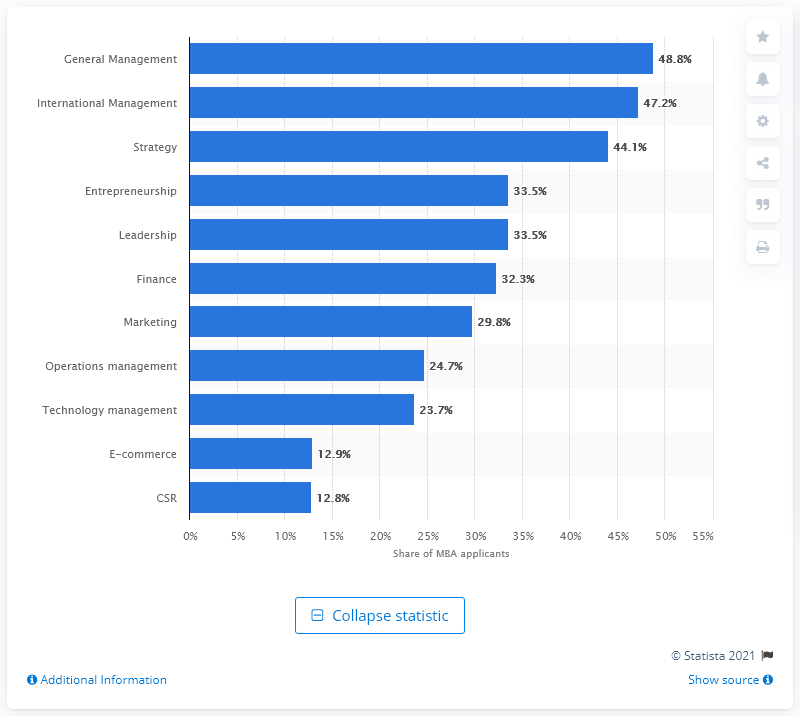 General Management 48.8%
International Management 47.2%
Strategy 44.1%
Entrepreneurship 33.5%
Leadership 33.5%
Finance 32.3%
Marketing 29.8%
Operations management 24.7%
Technology management 23.7%
E-commerce 12.9%
CSR 12.8%
0% 5% 10% 15% 20% 25% 30% 35% 40% 45% 50% 55%
Share of MBA applicants
Collapse statistic
© Statista 2021
Additional Information Show source